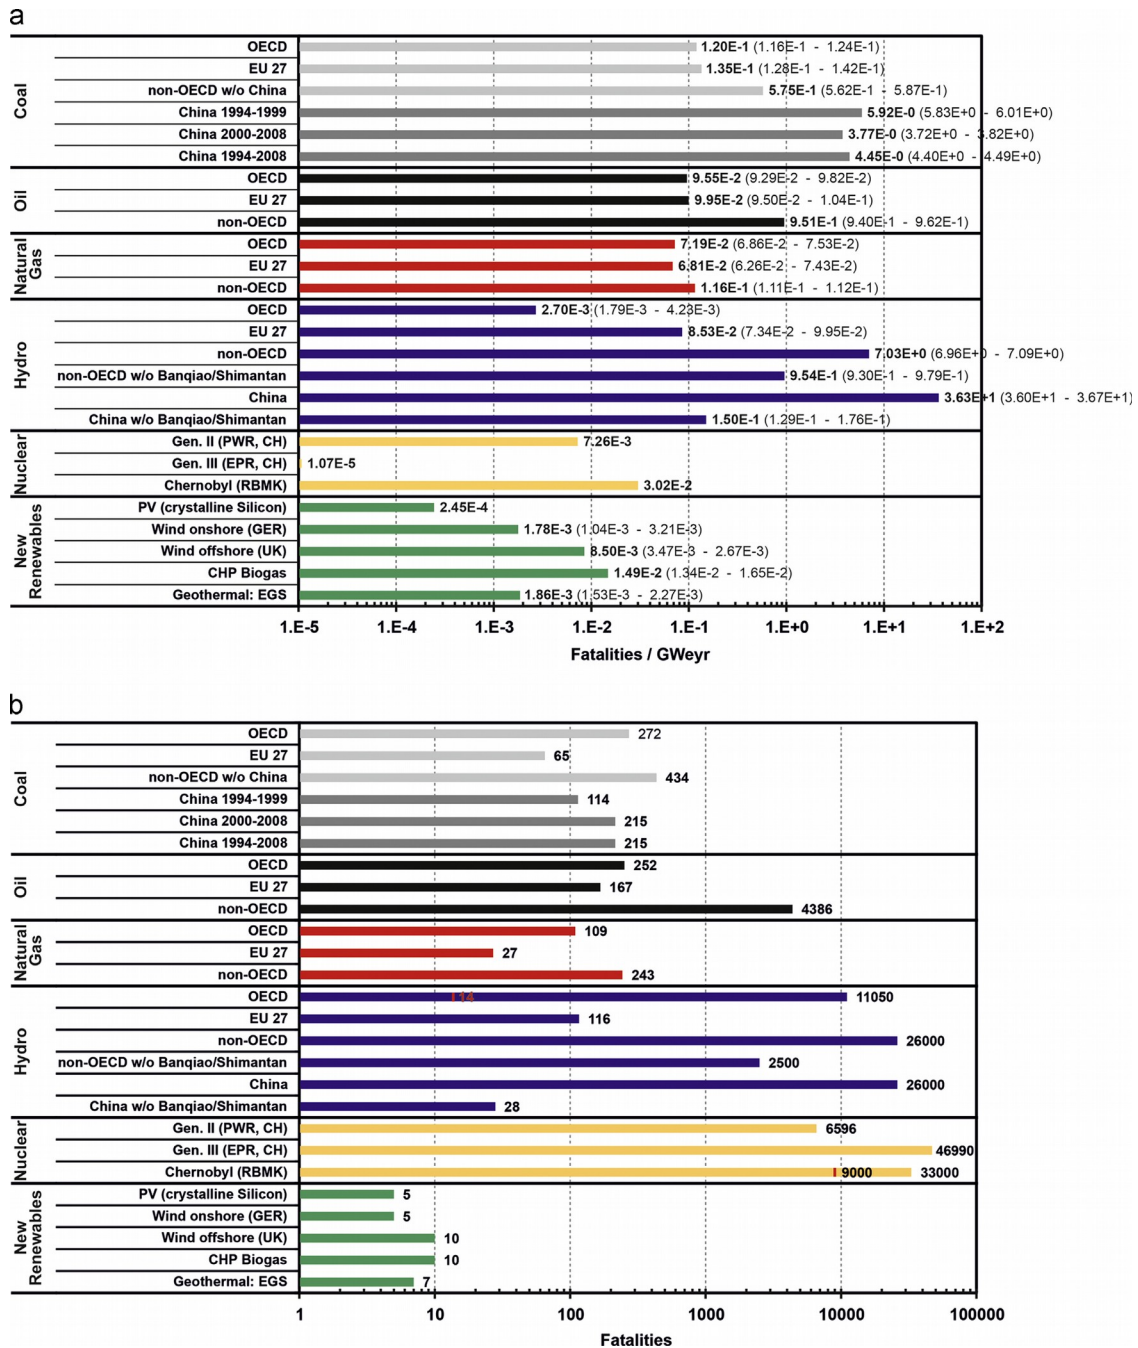 a
Coal
OECD 1.20E-1 (1.16E-1 - 1.24E-1)
EU 27 1.35E-1 (1.28E-1 - 1.42E-1)
non-OECD w/o China 5.75E-1 (5.62E-1 - 5.87E-1)
China 1994-1999 5.92E-0 (5.83E+0 - 6.01E+0)
China 2000-2008 3.77E-0 (3.72E+0 - 3.82E+0)
China 1994-2008 4.45E-0 (4.40E+0 - 4.49E+0)
Oil
OECD 9.55E-2 (9.29E-2 - 9.82E-2)
EU 27 9.95E-2 (9.50E-2 - 1.04E-1)
non-OECD 9.51E-1 (9.40E-1 - 9.62E-1)
Natural
Gas
OECD 7.19E-2 (6.86E-2 - 7.53E-2)
EU 27 6.81E-2 (6.26E-2 - 7.43E-2)
non-OECD 1.16E-1 (1.11E-1 - 1.12E-1)
Hydro
OECD 2.70E-3 (1.79E-3 - 4.23E-3)
EU 27 8.53E-2 (7.34E-2 - 9.95E-2)
non-OECD 7.03E+0 (6.96E+0 - 7.09E+0)
non-OECD w/o Banqiao/Shimantan 9.54E-1 (9.30E-1 - 9.79E-1)
China 3.63E+1 (3.60E+1 - 3.67E+1)
China w/o Banqiao/Shimantan 1.50E-1 (1.29E-1 - 1.76E-1)
Nuclear
Gen. II (PWR, CH) 7.26E-3
Gen. III (EPR, CH) 1.07E-5
Chernobyl (RBMK) 3.02E-2
New
Renewables
PV (crystalline Silicon) 2.45E-4
Wind onshore (GER) 1.78E-3 (1.04E-3 - 3.21E-3)
Wind offshore (UK) 8.50E-3 (3.47E-3 - 2.67E-3)
CHP Biogas 1.49E-2 (1.34E-2 - 1.65E-2)
Geothermal: EGS 1.86E-3 (1.53E-3 - 2.27E-3)
1.E-5 1.E-4 1.E-3 1.E-2 1.E-1 1.E+0 1.E+1 1.E+2
Fatalities / GWeyr
b
Coal
OECD 272
EU 27 65
non-OECD w/o China 434
China 1994-1999 114
China 2000-2008 215
China 1994-2008 215
Oil
OECD 252
EU 27 167
non-OECD 4386
Natural
Gas
OECD 109
EU 27 27
non-OECD 243
Hydro
OECD 14 11050
EU 27 116
non-OECD 26000
non-OECD w/o Banqiao/Shimantan 2500
China 26000
China w/o Banqiao/Shimantan 28
Nuclear
Gen. II (PWR, CH) 6596
Gen. III (EPR, CH) 46990
Chernobyl (RBMK) 9000 33000
New
Renewables
PV (crystalline Silicon) 5
Wind onshore (GER) 5
Wind offshore (UK) 10
CHP Biogas 10
Geothermal: EGS 7
1 10 100 1000 10000 100000
Fatalities